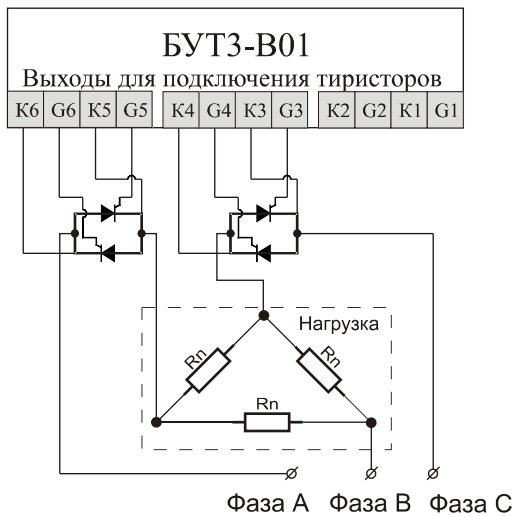 БУТ3-В01
Выходы для подключения тиристоров
K6 G6 K5 G5 K4 G4 K3 G3 K2 G2 K1 G1
Нагрузка
Rn Rn
Rn
Фаза А Фаза В Фаза С